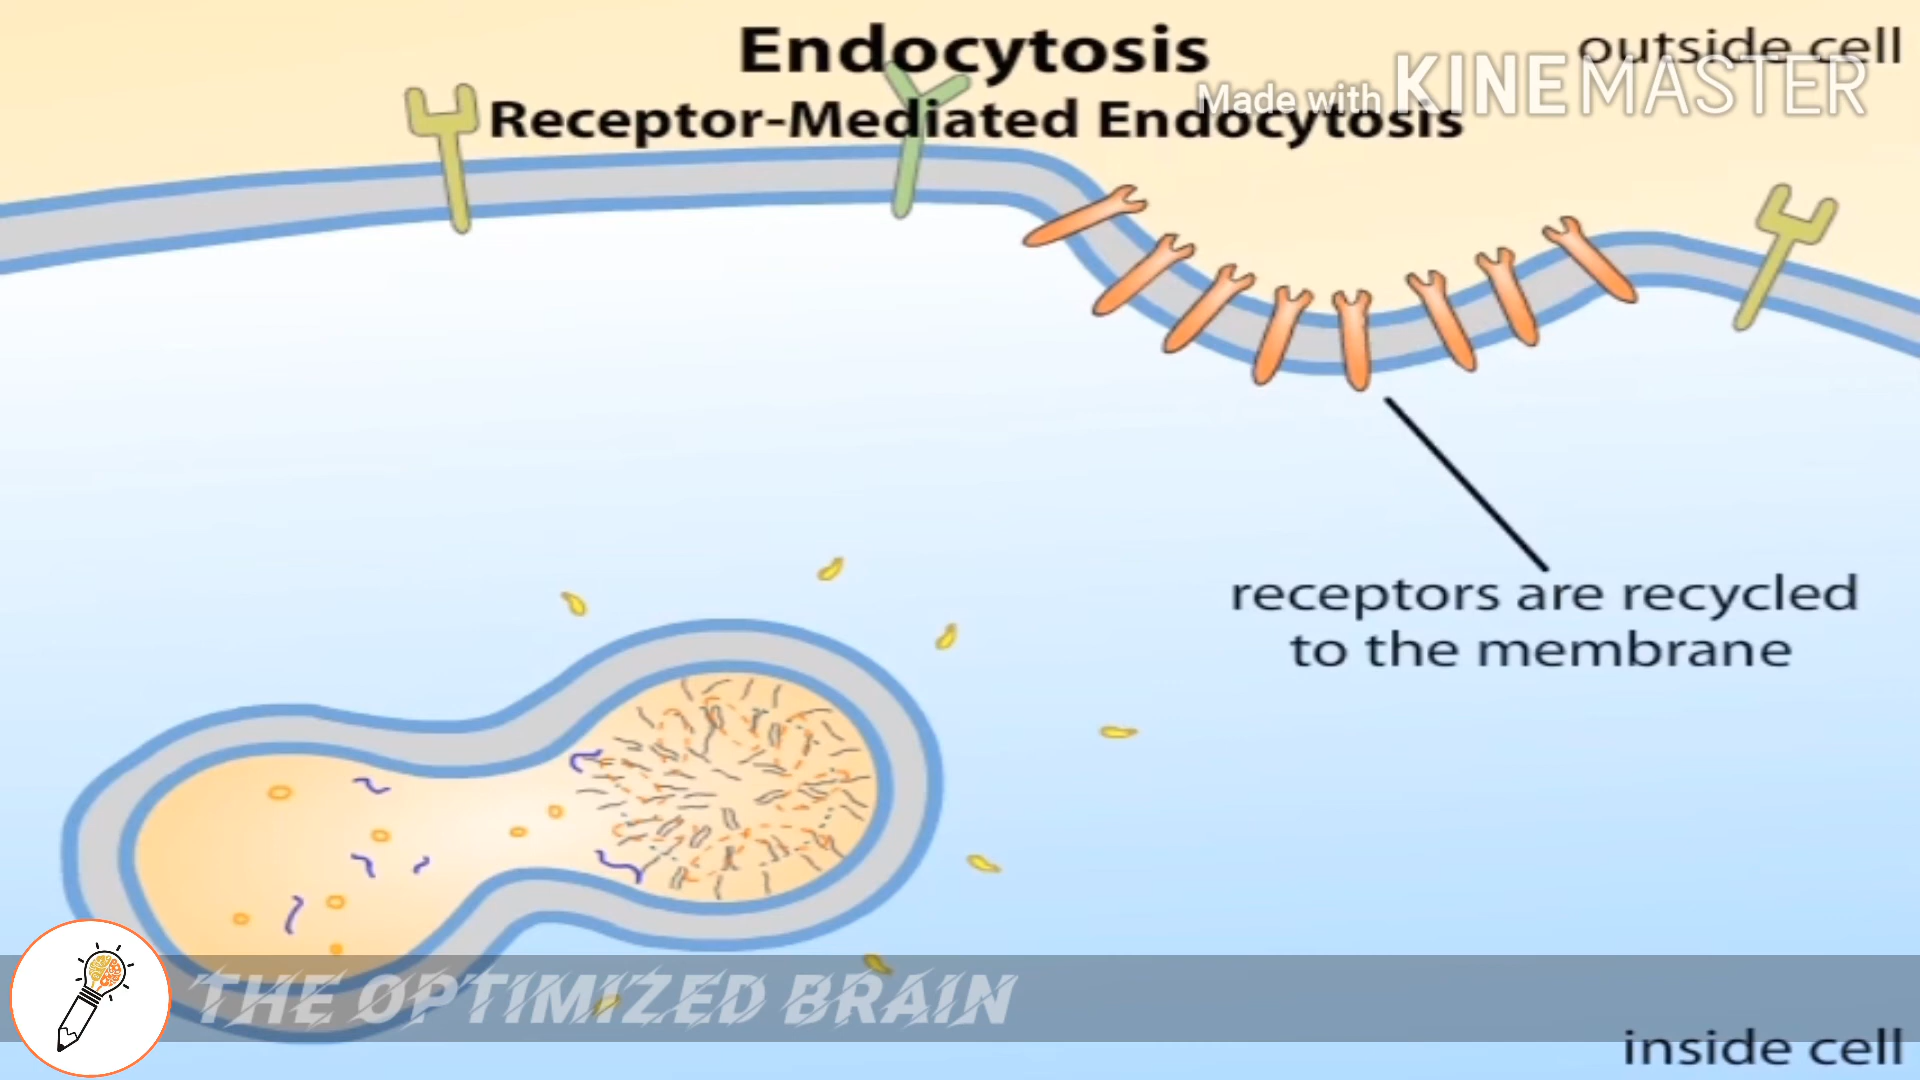 Endocytosis
outside cell
Made with KINEMASTER
Receptor-Mediated Endocytosis
receptors are recycled
to the membrane
THE OPTIMIZED BRAIN
inside cell